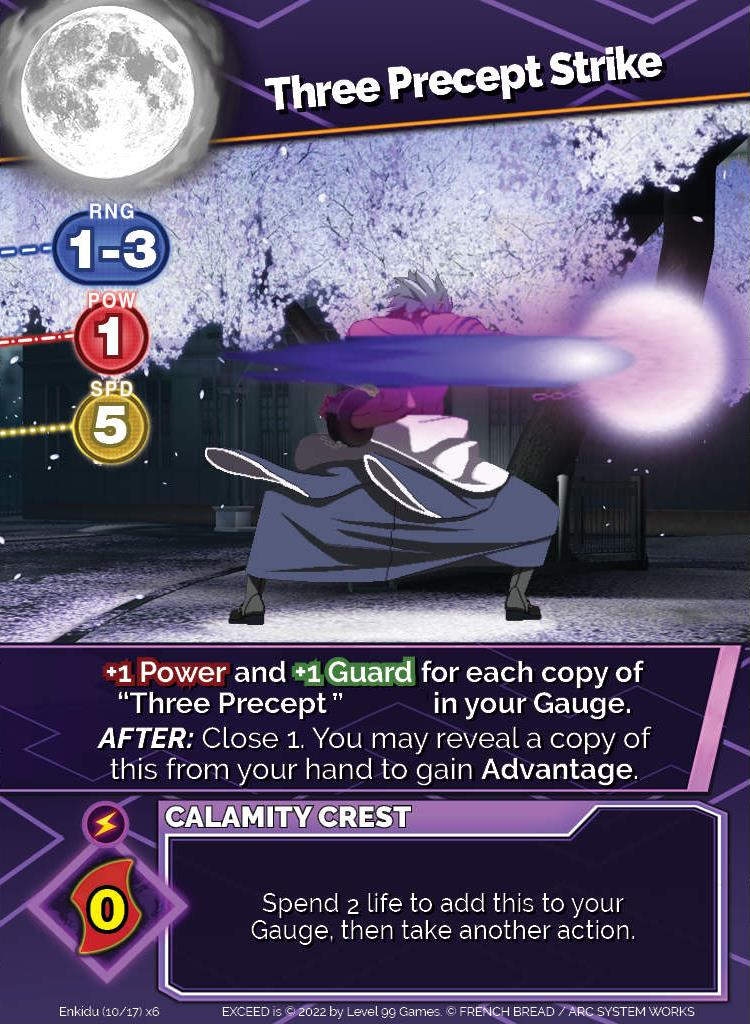 Three Precept Strike
RNG
1-3
POW
1
SPD
5
+1 Power and +1 Guard for each copy of
“Three Precept ” in your Gauge.
AFTER: Close 1. You may reveal a copy of
this from your hand to gain Advantage.
CALAMITY CREST
0
Spend 2 life to add this to your
Gauge, then take another action.
Enkidu (10/17) x6
EXCEED is © 2022 by Level 99 Games. © FRENCH BREAD / ARC SYSTEM WORKS